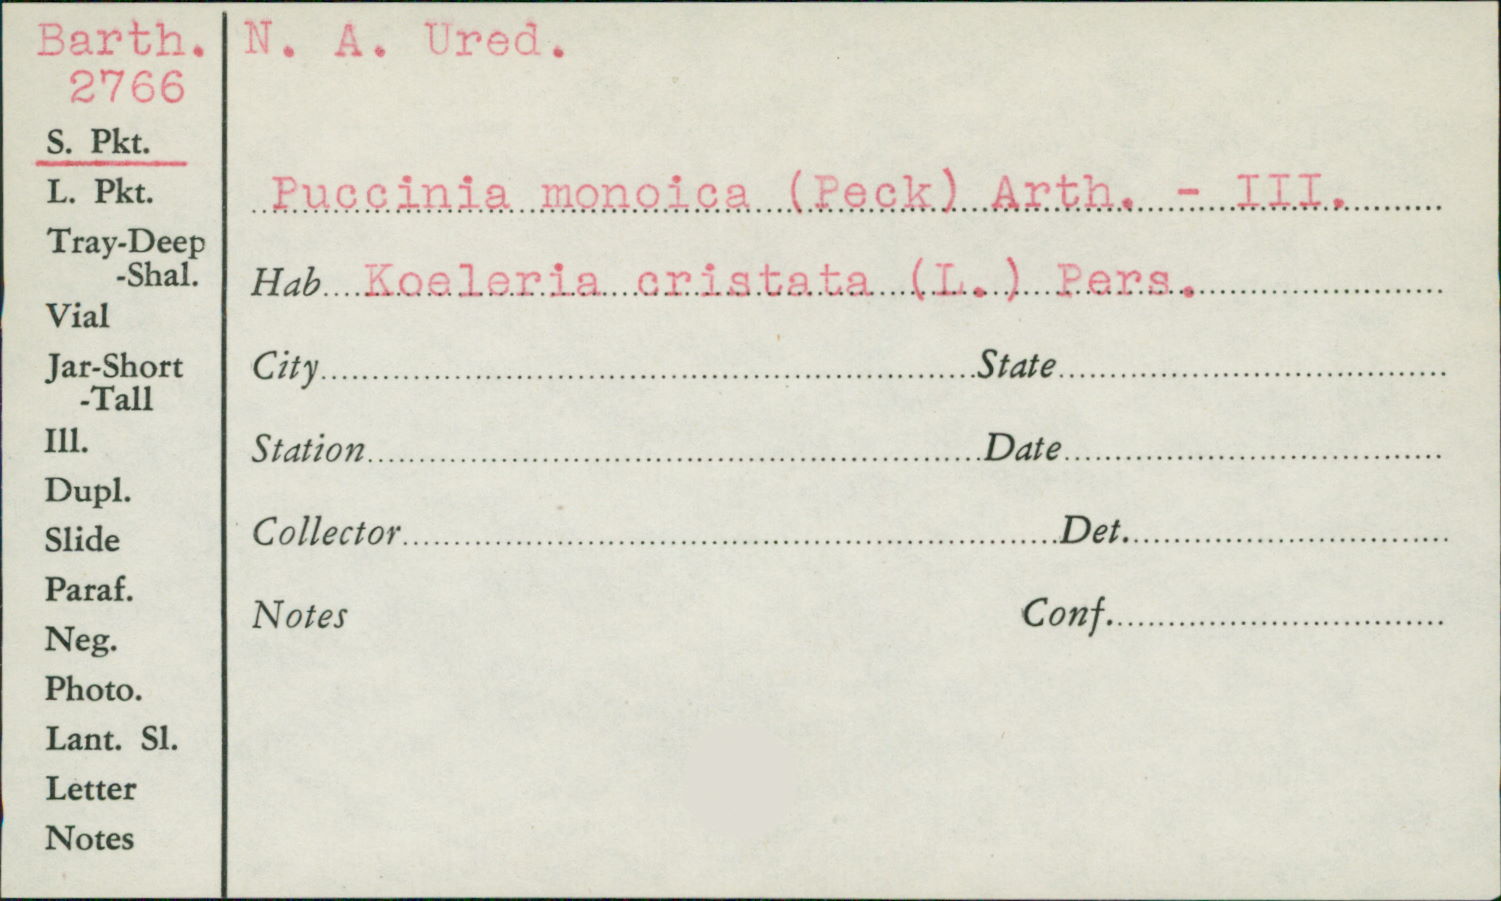 Barth.
2766
S. Pkt.
L. Pkt.
Tray-Deep
-Shal.
Vial
Jar-Short
-Tall
Ill.
Dupl.
Slide
Paraf.
Neg.
Photo.
Lant. Sl.
Letter
Notes
N. A. Ured.
Puccinia monoica (Peck) Arth. - III.
Hab Koeleria cristata (L.) Pers.
City State
Station Date
Collector Det.
Notes Conf.